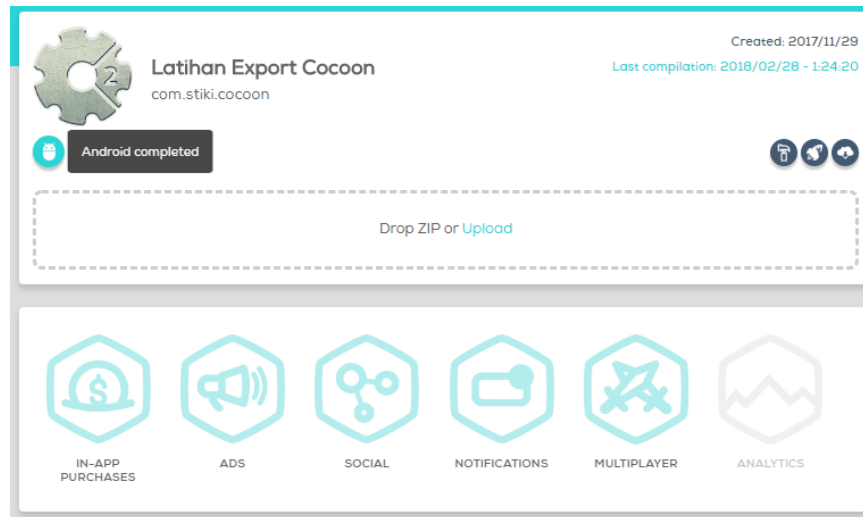 Created: 2017/11/29
Latihan Export Cocoon
Last compilation: 2018/02/28 - 1:24:20
com.stiki.cocoon
2
Android completed
Drop ZIP or Upload
$
IN-APP
PURCHASES
ADS
SOCIAL
NOTIFICATIONS
MULTIPLAYER
ANALYTICS